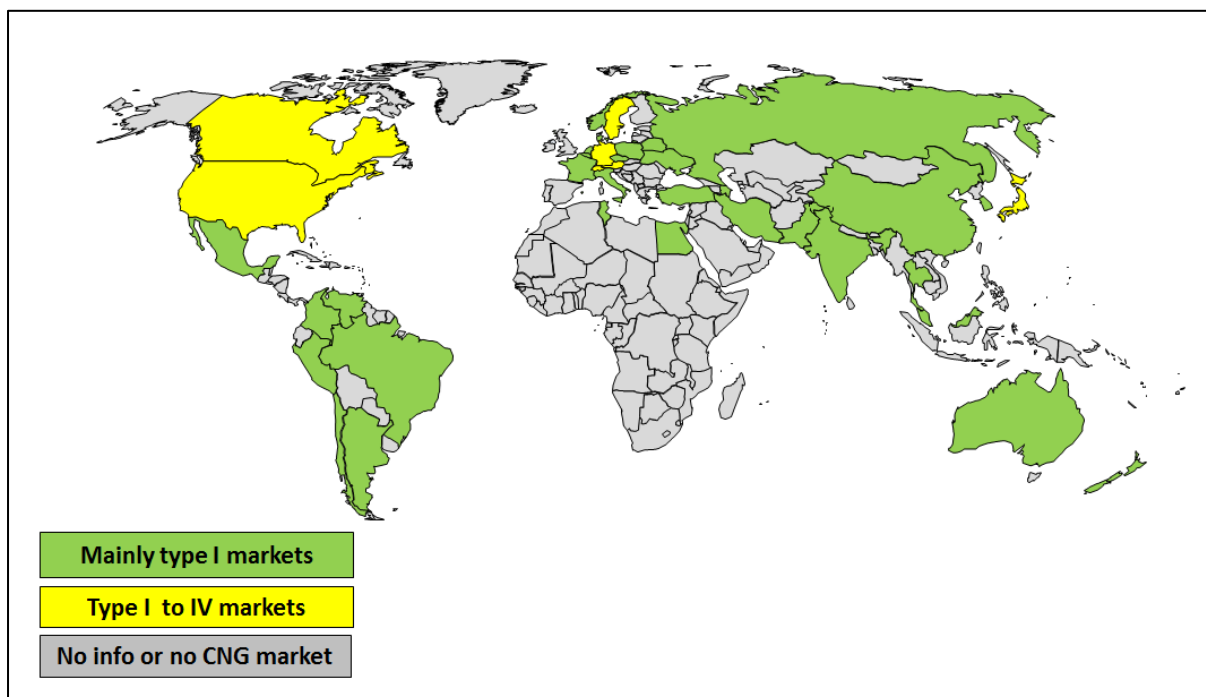 Mainly type I markets
Type I to IV markets
No info or no CNG market